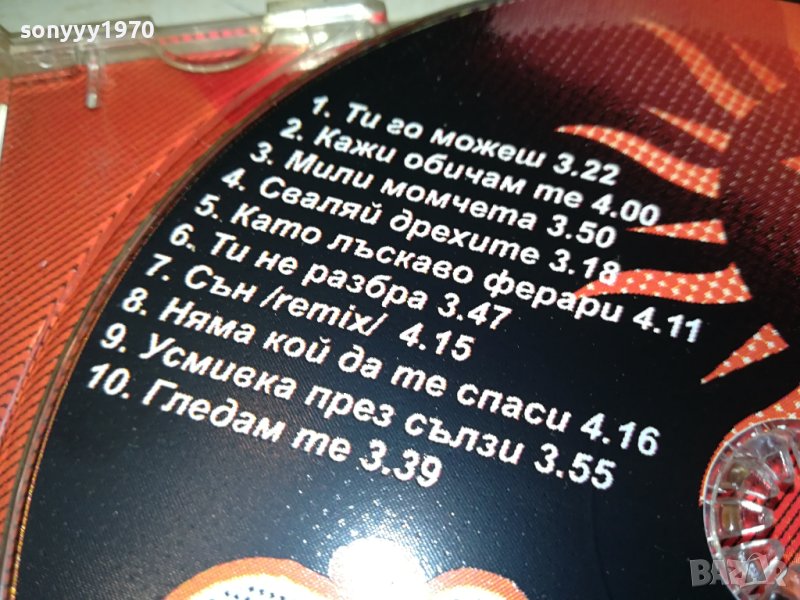 sonyyy1970
1. Ти го можеш 3.22
2. Кажи обичам те 4.00
3. Мили момчета 3.50
4. Сваляй дрехите 3.18
5. Като лъскаво ферари 4.11
6. Ти не разбра 3.47
7. Сън /remix/ 4.15
8. Няма кой да те спаси 4.16
9. Усмивка през сълзи 3.55
10. Гледам те 3.39
BAZAR